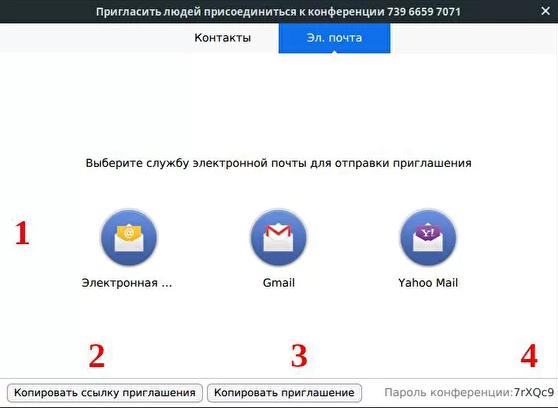 Пригласить людей присоединиться к конференции 739 6659 7071
Контакты Эл. почта
Выберите службу электронной почты для отправки приглашения
1
@ Y!
Электронная ... Gmail Yahoo Mail
2 3 4
Копировать ссылку приглашения Копировать приглашение Пароль конференции:7rXQc9